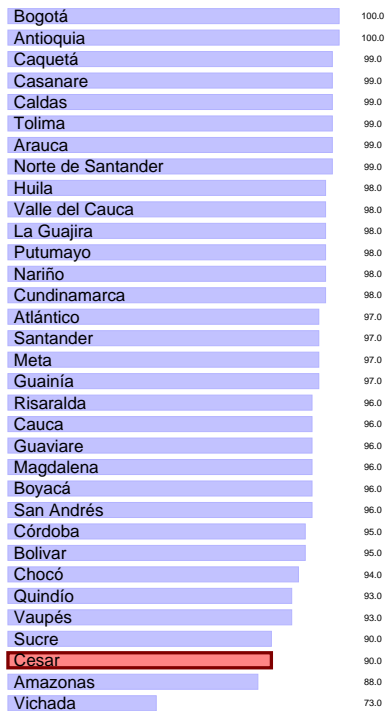 Bogotá 100.0
Antioquia 100.0
Caquetá 99.0
Casanare 99.0
Caldas 99.0
Tolima 99.0
Arauca 99.0
Norte de Santander 99.0
Huila 98.0
Valle del Cauca 98.0
La Guajira 98.0
Putumayo 98.0
Nariño 98.0
Cundinamarca 98.0
Atlántico 97.0
Santander 97.0
Meta 97.0
Guainía 97.0
Risaralda 96.0
Cauca 96.0
Guaviare 96.0
Magdalena 96.0
Boyacá 96.0
San Andrés 96.0
Córdoba 95.0
Bolivar 95.0
Chocó 94.0
Quindío 93.0
Vaupés 93.0
Sucre 90.0
Cesar 90.0
Amazonas 88.0
Vichada 73.0